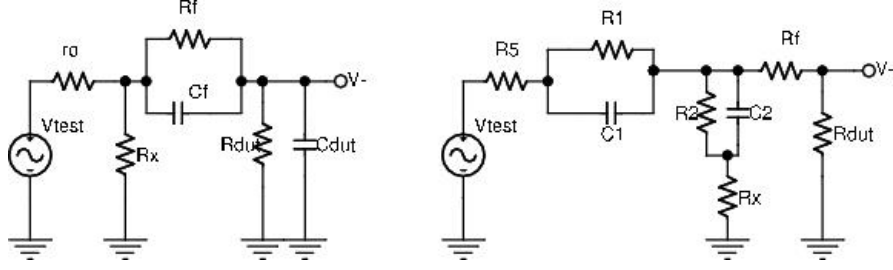 Rf
ro
Cf
V-
Vtest
Rx
Rdut
Cdut
R1
R5
Rf
V-
C1
Vtest
R2
C2
Rdut
Rx